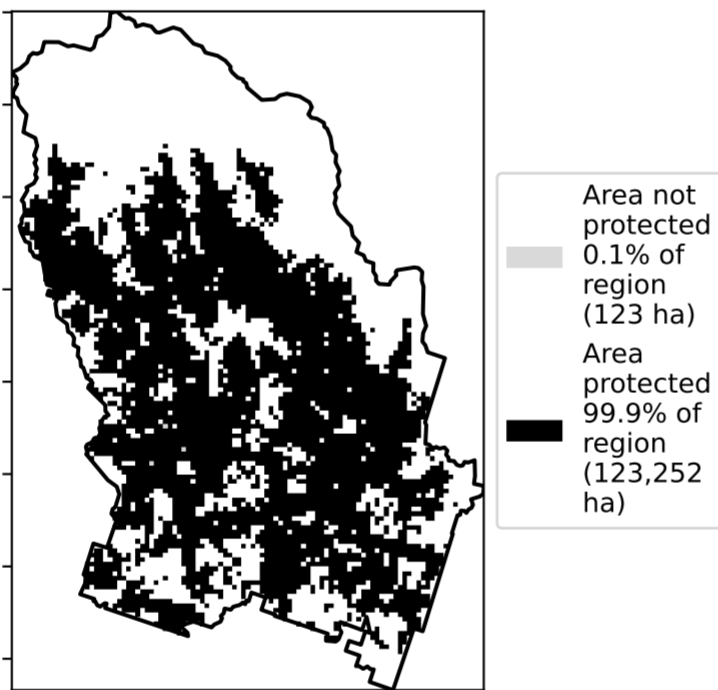 Area not
protected
0.1% of
region
(123 ha)
Area
protected
99.9% of
region
(123,252
ha)